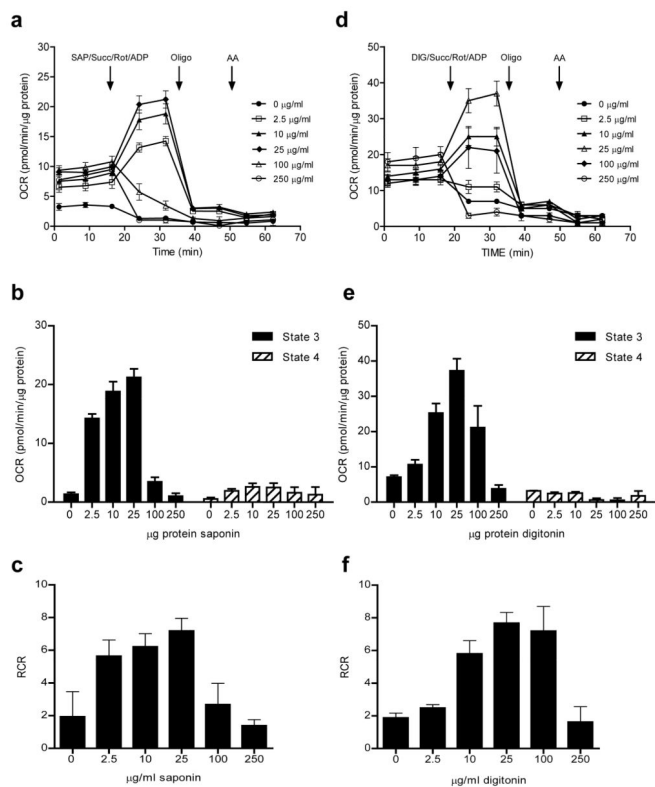 a
SAP/Succ/Rot/ADP Oligo AA
OCR (pmol/min/µg protein)
30
25
20
15
10
5
0
0 10 20 30 40 50 60 70
Time (min)
0 µg/ml
2.5 µg/ml
10 µg/ml
25 µg/ml
100 µg/ml
250 µg/ml
d
DIG/Succ/Rot/ADP Oligo AA
OCR (pmol/min/µg protein)
50
40
30
20
10
0
0 10 20 30 40 50 60 70
TIME (min)
0 µg/ml
2.5 µg/ml
10 µg/ml
25 µg/ml
100 µg/ml
250 µg/ml
b
State 3
State 4
OCR (pmol/min/µg protein)
30
20
10
0
0 2.5 10 25 100 250 0 2.5 10 25 100 250
µg protein saponin
e
State 3
State 4
OCR (pmol/min/µg protein)
50
40
30
20
10
0
0 2.5 10 25 100 250 0 2.5 10 25 100 250
µg protein digitonin
c
RCR
10
8
6
4
2
0
0 2.5 10 25 100 250
µg/ml saponin
f
RCR
10
8
6
4
2
0
0 2.5 10 25 100 250
µg/ml digitonin